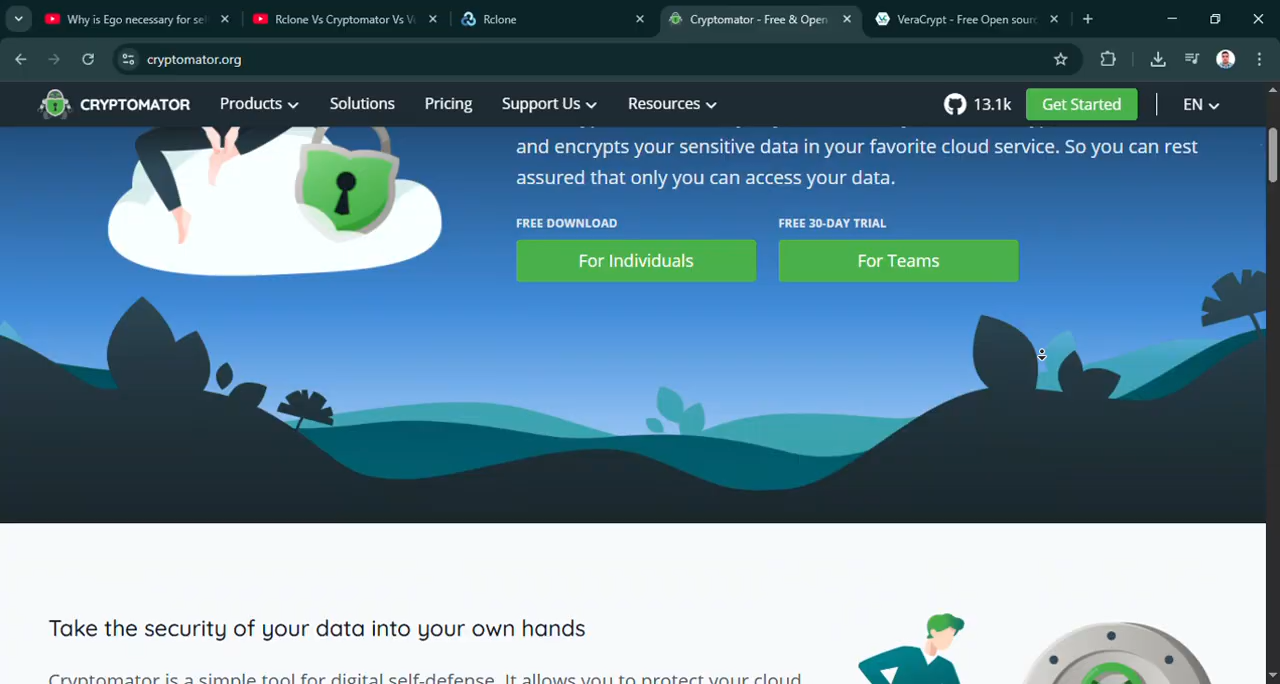 Why is Ego necessary for se
Rclone Vs Cryptomator Vs V
Rclone
Cryptomator - Free & Open
VeraCrypt - Free Open sour
cryptomator.org
CRYPTOMATOR
Products
Solutions
Pricing
Support Us
Resources
13.1k
Get Started
EN
and encrypts your sensitive data in your favorite cloud service. So you can rest
assured that only you can access your data.
FREE DOWNLOAD
FREE 30-DAY TRIAL
For Individuals
For Teams
Take the security of your data into your own hands
Cryptomator is a simple tool for digital self-defense. It allows you to protect your cloud